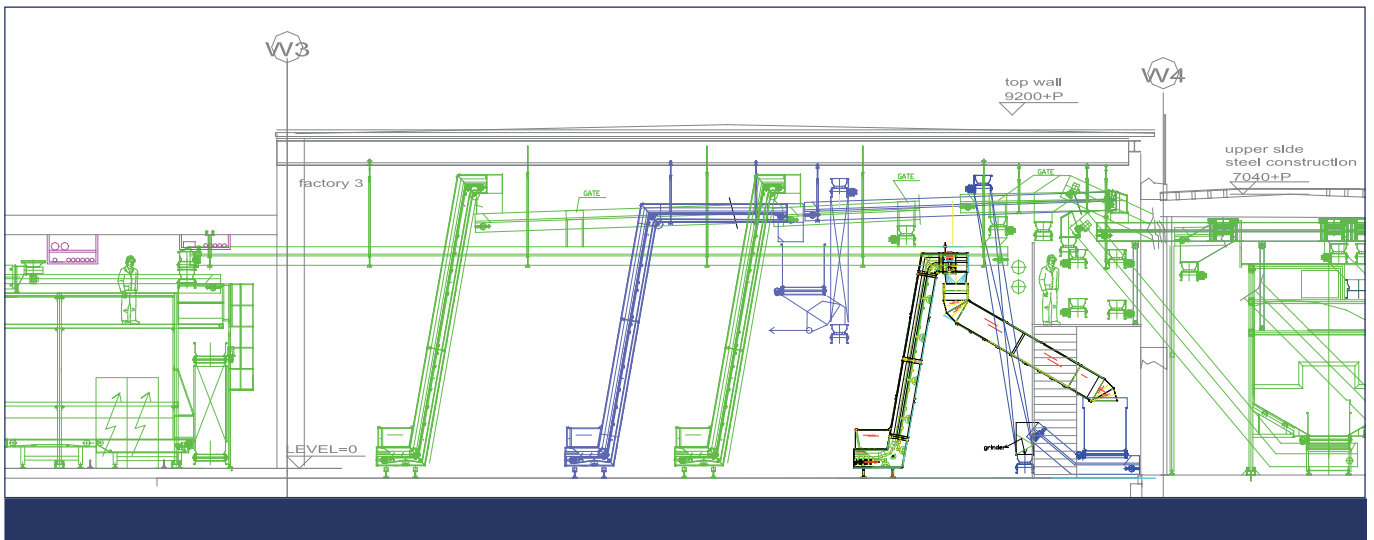 W3
W4
top wall
9200+P
upper side
steel construction
7040+P
factory 3
GATE
GATE
GATE
LEVEL=0
grinder